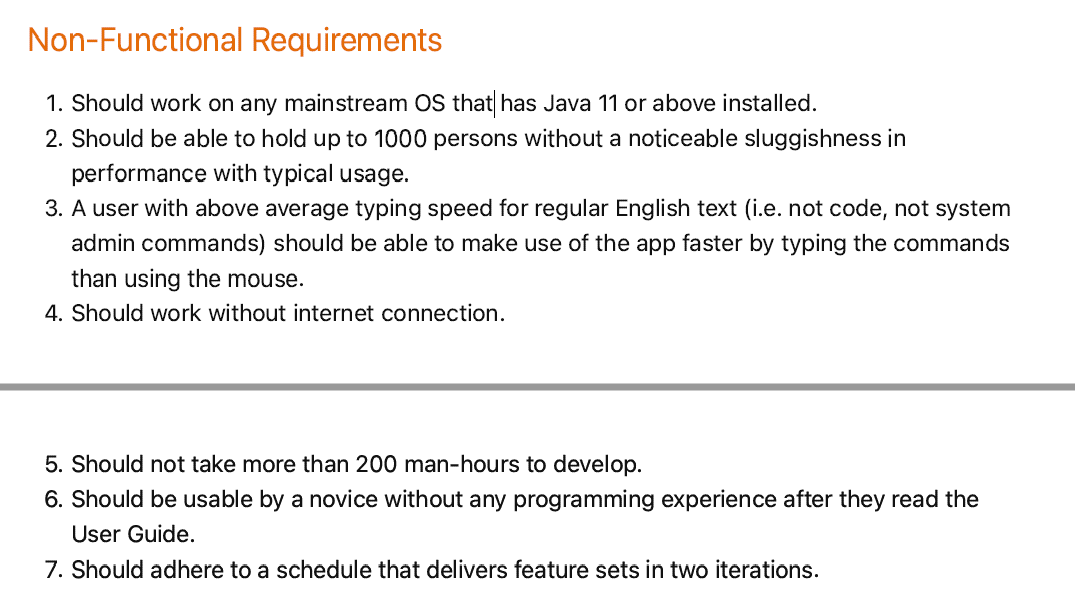 Non-Functional Requirements
1. Should work on any mainstream OS that has Java 11 or above installed.
2. Should be able to hold up to 1000 persons without a noticeable sluggishness in
performance with typical usage.
3. A user with above average typing speed for regular English text (i.e. not code, not system
admin commands) should be able to make use of the app faster by typing the commands
than using the mouse.
4. Should work without internet connection.
5. Should not take more than 200 man-hours to develop.
6. Should be usable by a novice without any programming experience after they read the
User Guide.
7. Should adhere to a schedule that delivers feature sets in two iterations.